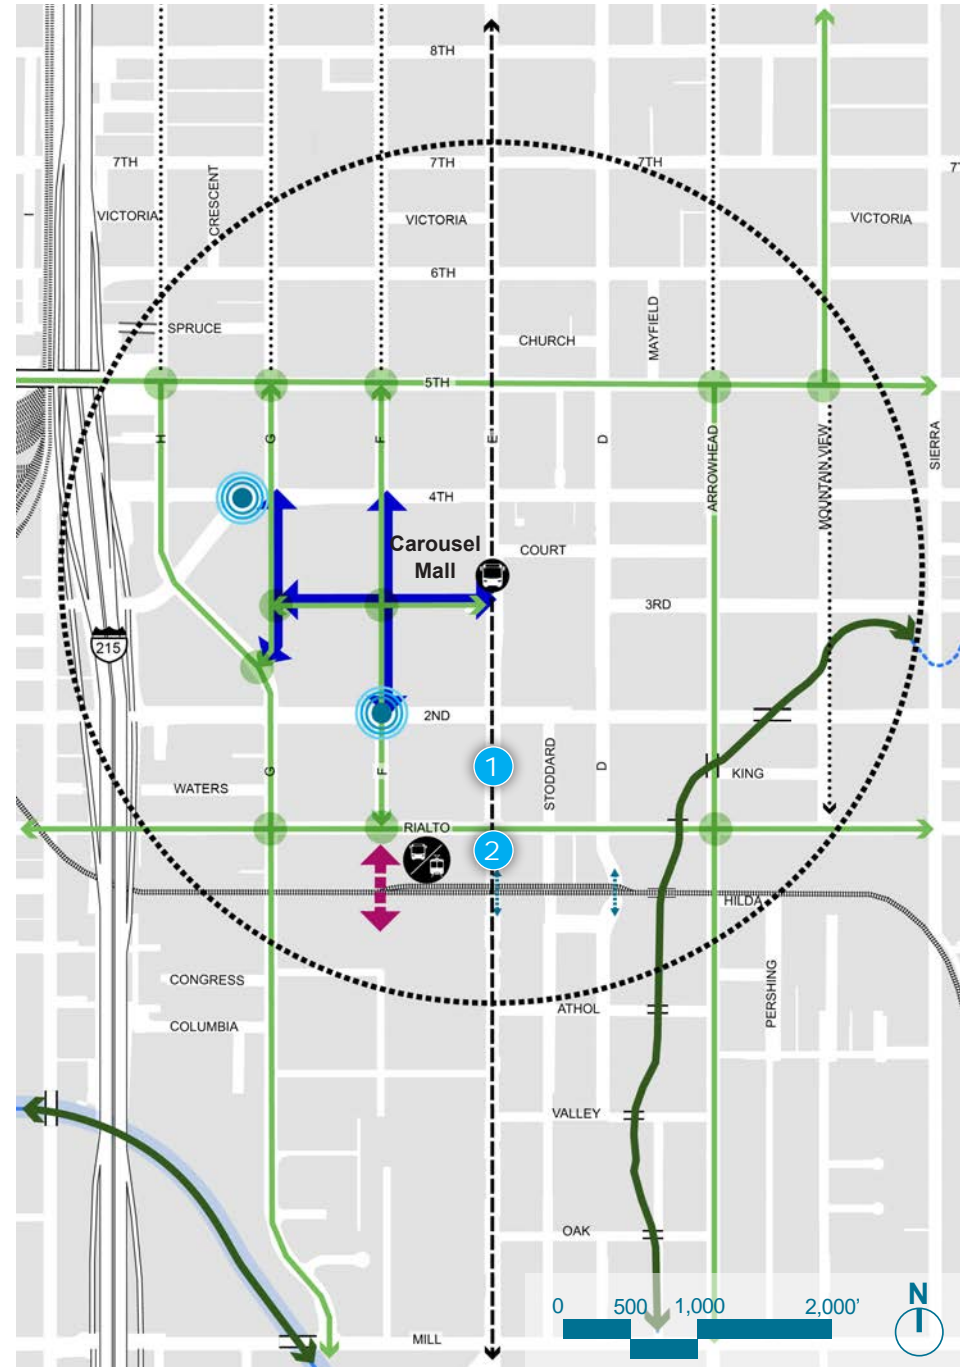 8TH
7TH
7TH
7TH
7T
I
VICTORIA
CRESCENT
VICTORIA
VICTORIA
6TH
SPRUCE
CHURCH
MAYFIELD
5TH
H
G
F
E
D
ARROWHEAD
MOUNTAIN VIEW
SIERRA
4TH
Carousel
Mall
COURT
3RD
215
2ND
STODDARD
1
G
F
D
KING
WATERS
RIALTO
2
HILDA
CONGRESS
PERSHING
ATHOL
COLUMBIA
VALLEY
OAK
N
0 500 1,000 2,000'
MILL